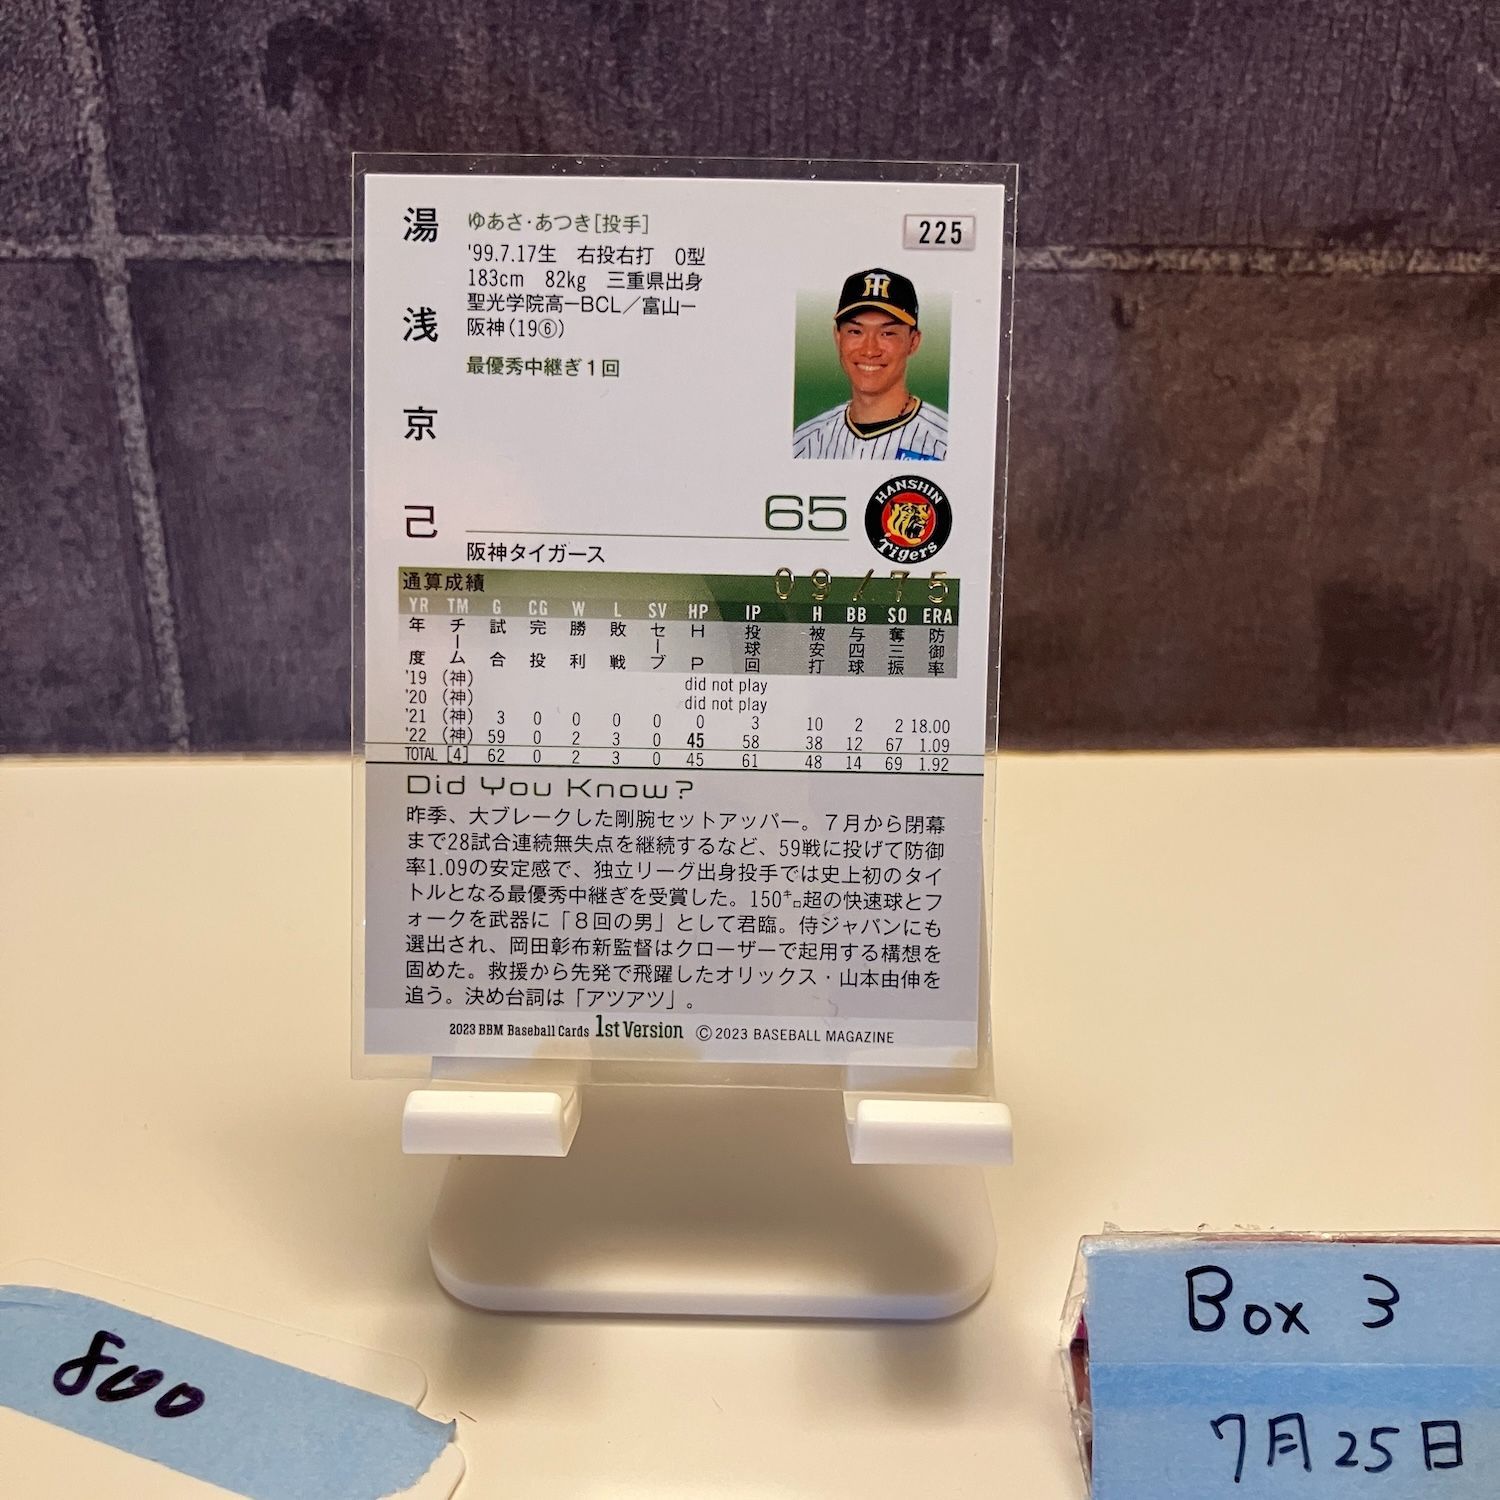 湯浅京己
ゆあさ・あつき[投手]
225
'99.7.17生 右投右打 O型
183cm 82kg 三重県出身
聖光学院高ーBCL／富山ー
阪神(19⑥)
最優秀中継ぎ1回
65
HANSHIN
Tigers
阪神タイガース
09/75
通算成績
YR TM G CG W L SV HP IP H BB SO ERA
年度 チーム 試合 完投 勝利 敗戦 セーブ HP 投球回 被安打 与四球 奪三振 防御率
'19 (神) did not play
'20 (神) did not play
'21 (神) 3 0 0 0 0 0 3 10 2 2 18.00
'22 (神) 59 0 2 3 0 45 58 38 12 67 1.09
TOTAL [4] 62 0 2 3 0 45 61 48 14 69 1.92
Did You Know?
昨季、大ブレークした剛腕セットアッパー。7月から閉幕
まで28試合連続無失点を継続するなど、59戦に投げて防御
率1.09の安定感で、独立リーグ出身投手では史上初のタイ
トルとなる最優秀中継ぎを受賞した。150㌔超の快速球とフ
ォークを武器に「8回の男」として君臨。侍ジャパンにも
選出され、岡田彰布新監督はクローザーで起用する構想を
固めた。救援から先発で飛躍したオリックス・山本由伸を
追う。決め台詞は「アツアツ」。
2023 BBM Baseball Cards 1st Version ©2023 BASEBALL MAGAZINE
800
Box 3
7月25日